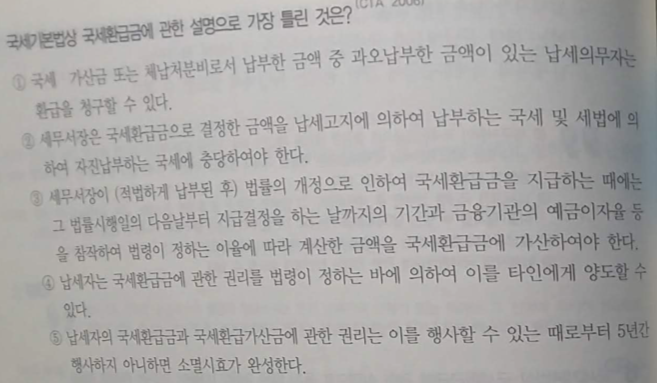 국세기본법상 국세환급금에 관한 설명으로 가장 틀린 것은? (CTA 2008)
① 국세 가산금 또는 체납처분비로서 납부한 금액 중 과오납부한 금액이 있는 납세의무자는
환급을 청구할 수 있다.
② 세무서장은 국세환급금으로 결정한 금액을 납세고지에 의하여 납부하는 국세 및 세법에 의
하여 자진납부하는 국세에 충당하여야 한다.
③ 세무서장이 (적법하게 납부된 후) 법률의 개정으로 인하여 국세환급금을 지급하는 때에는
그 법률시행일의 다음날부터 지급결정을 하는 날까지의 기간과 금융기관의 예금이자율 등
을 참작하여 법령이 정하는 이율에 따라 계산한 금액을 국세환급금에 가산하여야 한다.
④ 납세자는 국세환급금에 관한 권리를 법령이 정하는 바에 의하여 이를 타인에게 양도할 수
있다.
⑤ 납세자의 국세환급금과 국세환급가산금에 관한 권리는 이를 행사할 수 있는 때로부터 5년간
행사하지 아니하면 소멸시효가 완성한다.